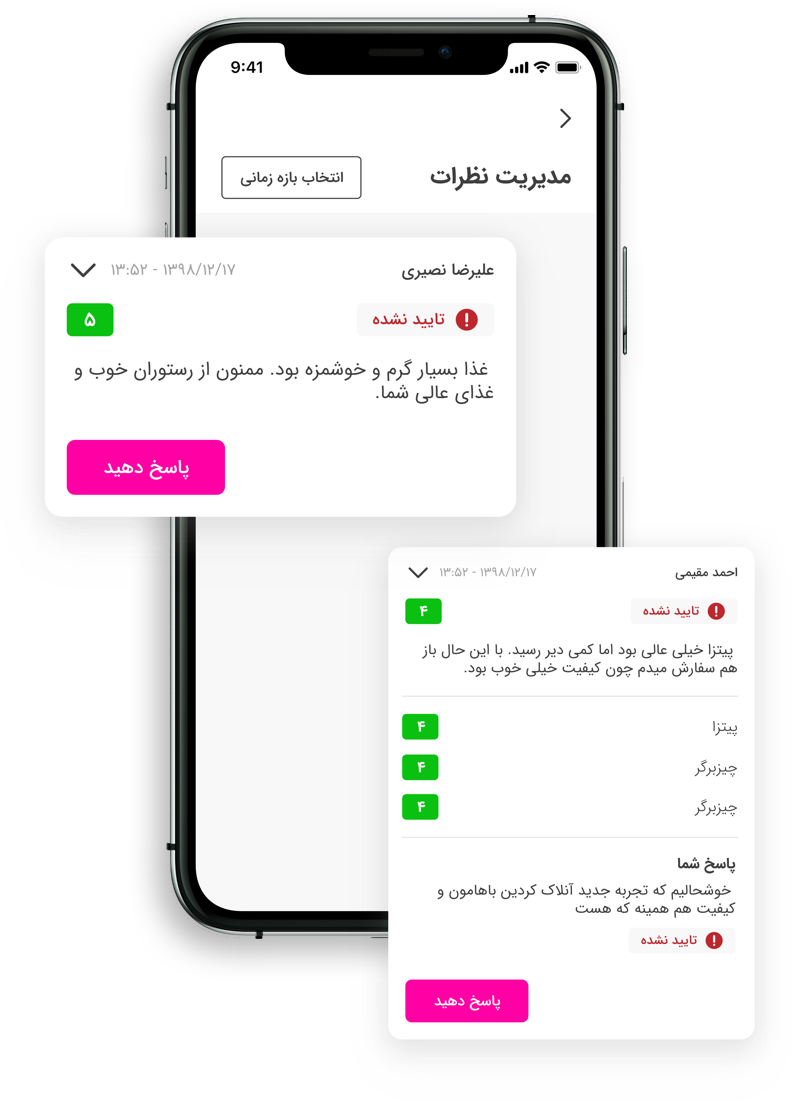 9:41
مدیریت نظرات
انتخاب بازه زمانی
علیرضا نصیری
۱۳۹۸/۱۲/۱۷ - ۱۳:۵۲
تایید نشده
۵
غذا بسیار گرم و خوشمزه بود. ممنون از رستوران خوب و
غذای عالی شما.
پاسخ دهید
احمد مقیمی
۱۳۹۸/۱۲/۱۷ - ۱۳:۵۲
تایید نشده
۴
پیتزا خیلی عالی بود اما کمی دیر رسید. با این حال باز
هم سفارش میدم چون کیفیت خیلی خوب بود.
پیتزا
۴
چیزبرگر
۴
چیزبرگر
۴
پاسخ شما
خوشحالیم که تجربه جدید آنلاک کردین باهامون و
کیفیت هم همینه که هست
تایید نشده
پاسخ دهید